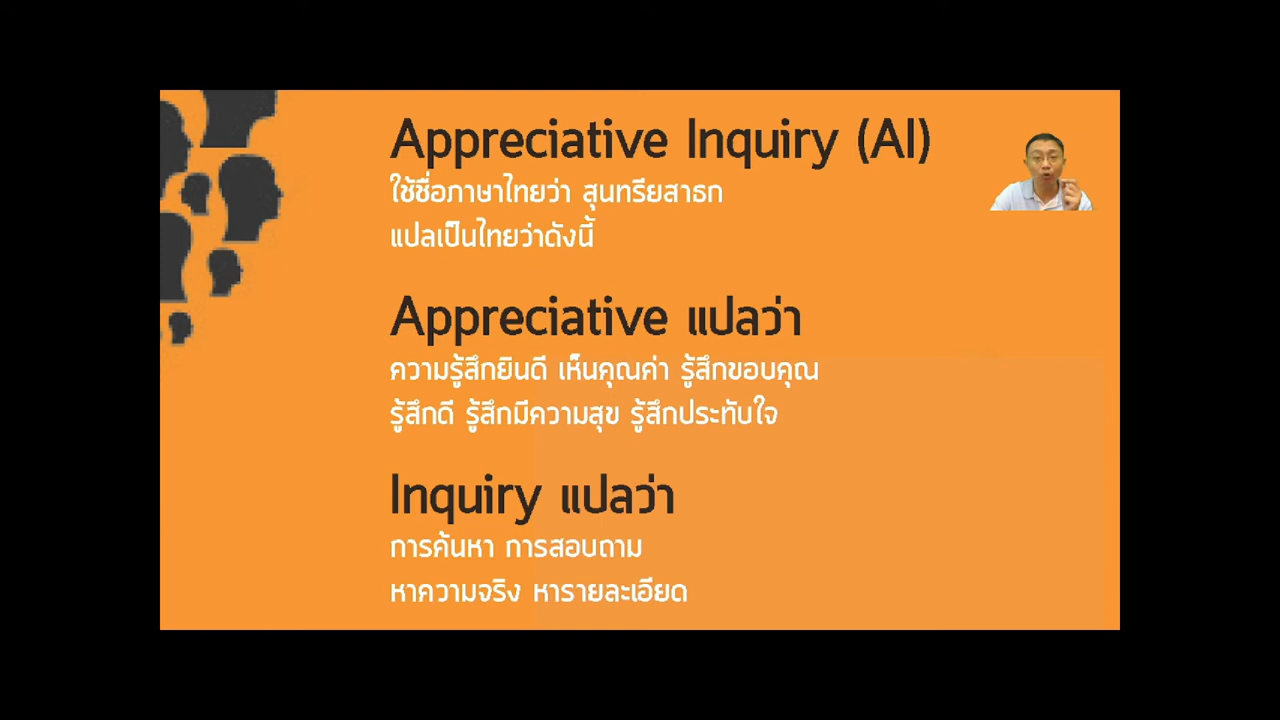 Appreciative Inquiry (AI)
ใช้ชื่อภาษาไทยว่า สุนทรียสาธก
แปลเป็นไทยว่าดังนี้
Appreciative แปลว่า
ความรู้สึกยินดี เห็นคุณค่า รู้สึกขอบคุณ
รู้สึกดี รู้สึกมีความสุข รู้สึกประทับใจ
Inquiry แปลว่า
การค้นหา การสอบถาม
หาความจริง หารายละเอียด